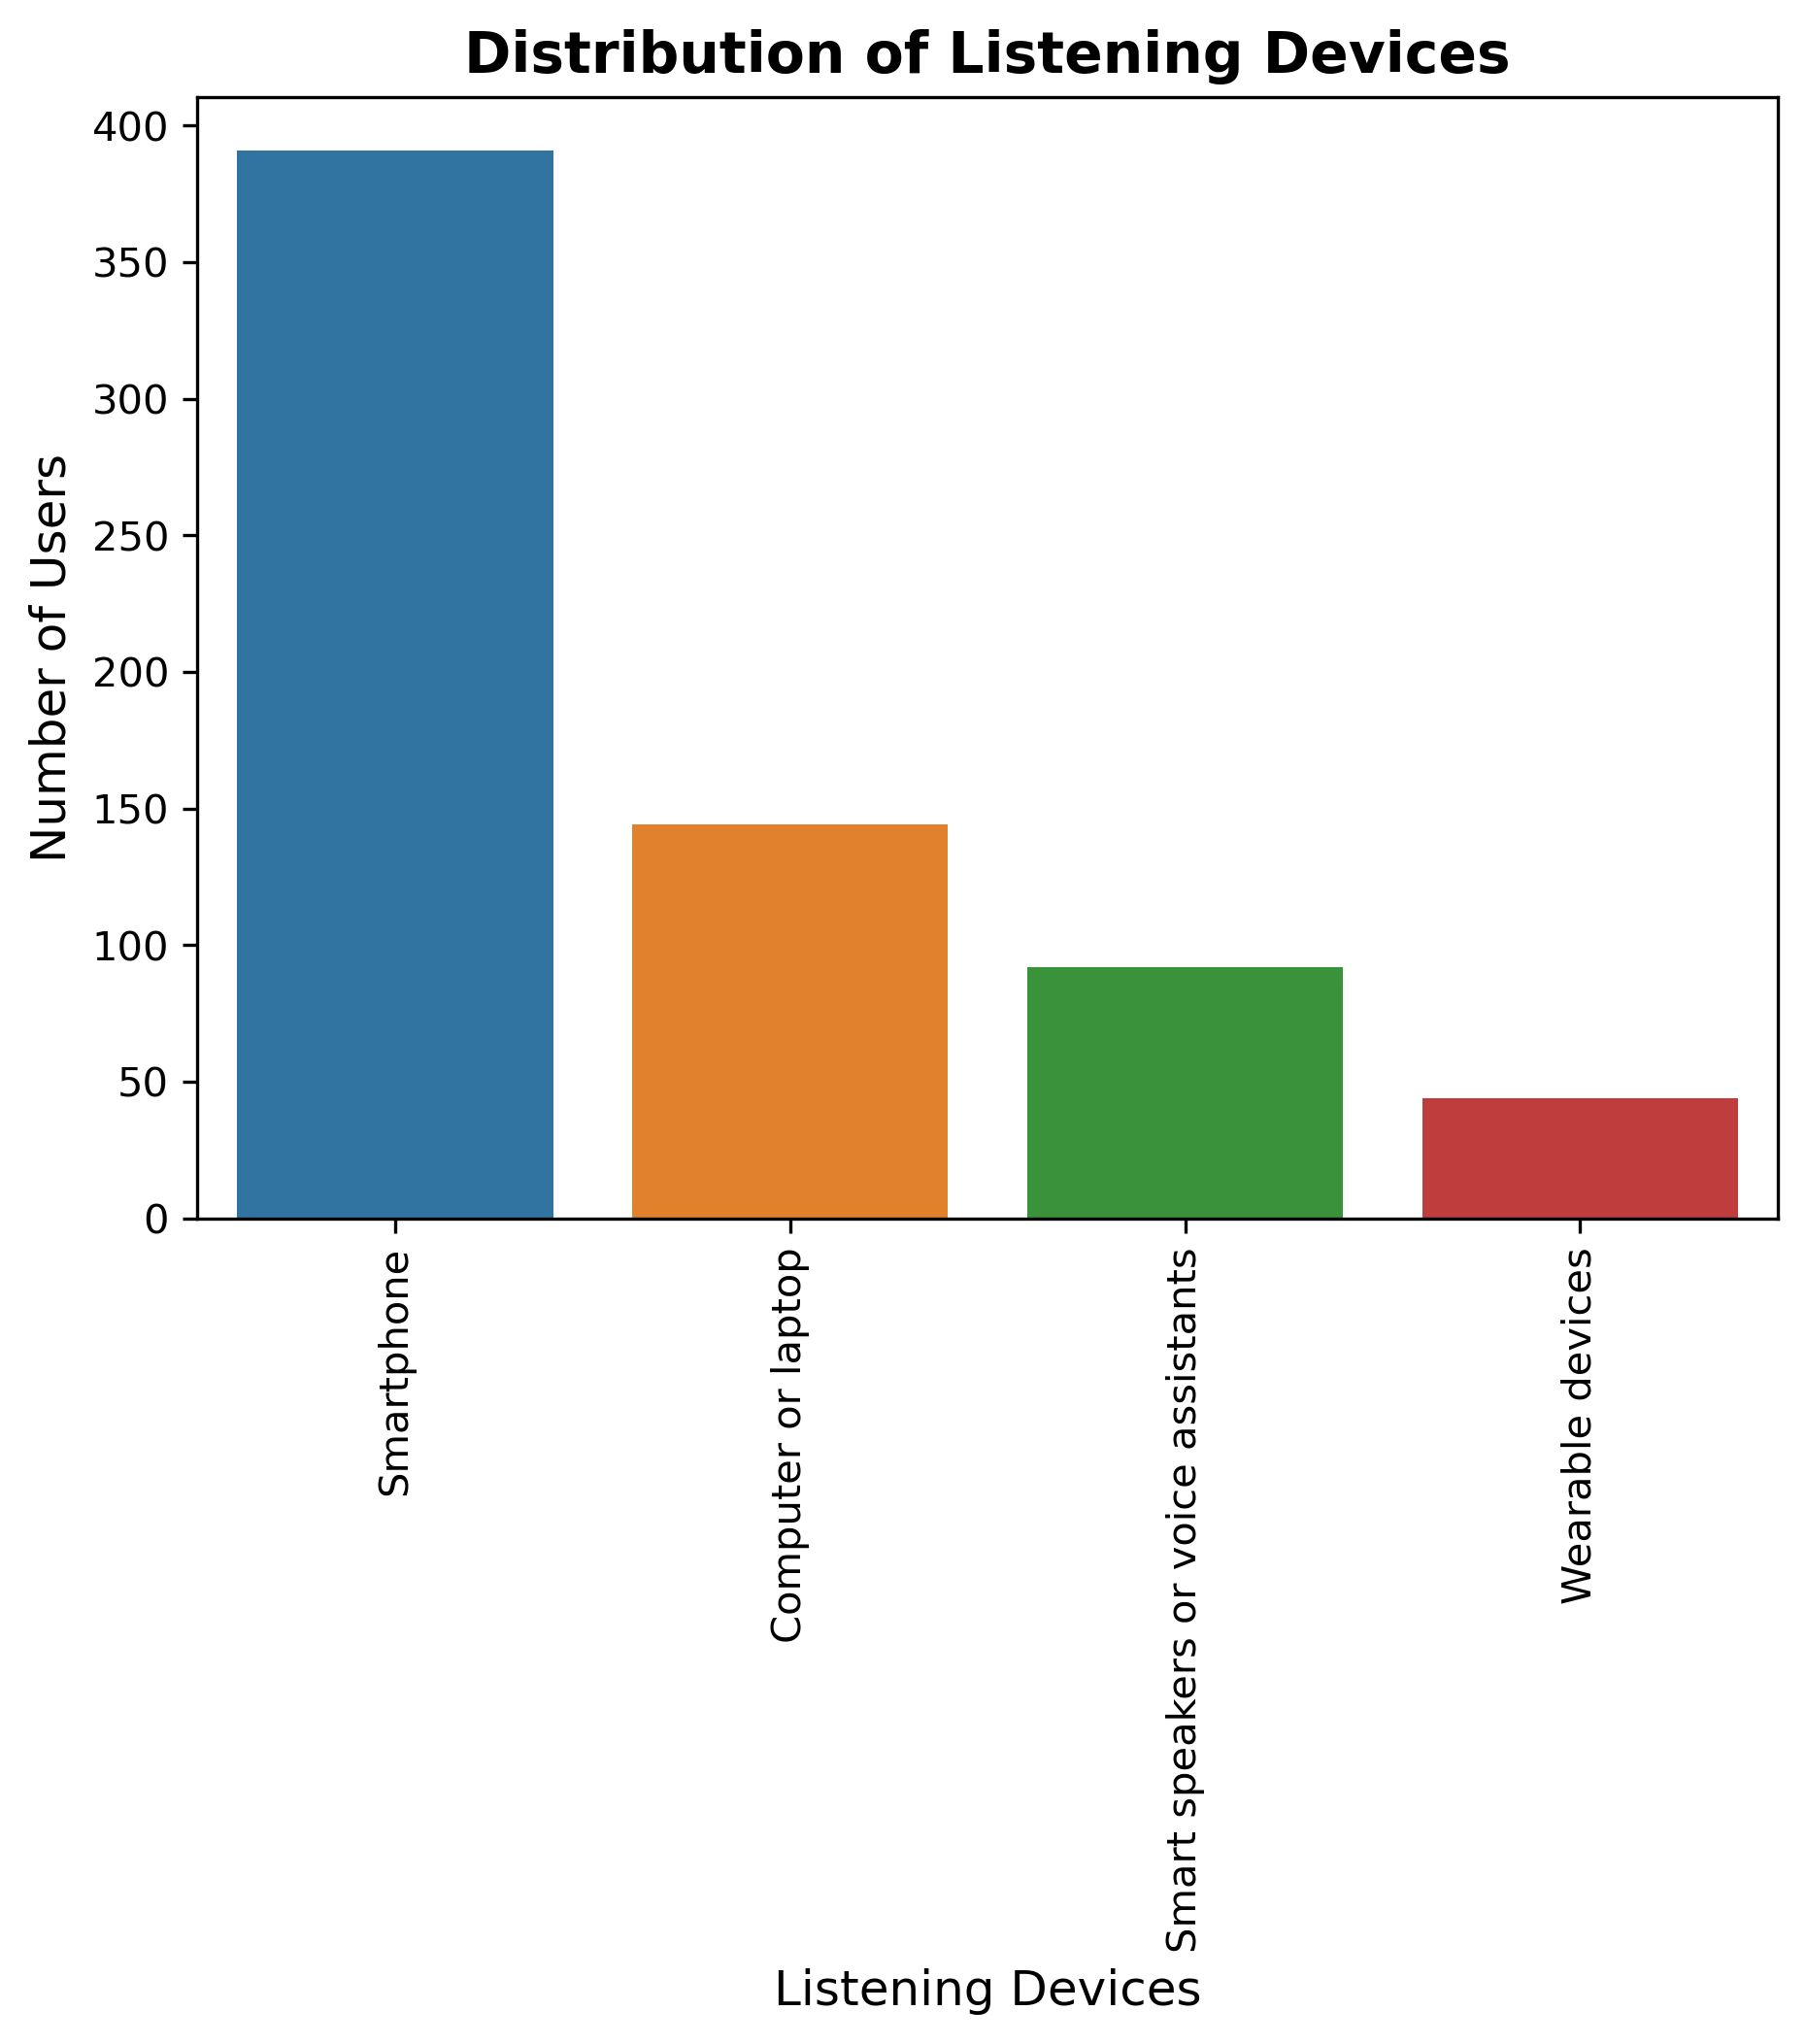 Distribution of Listening Devices
Number of Users
400
350
300
250
200
150
100
50
0
Smartphone
Computer or laptop
Smart speakers or voice assistants
Wearable devices
Listening Devices